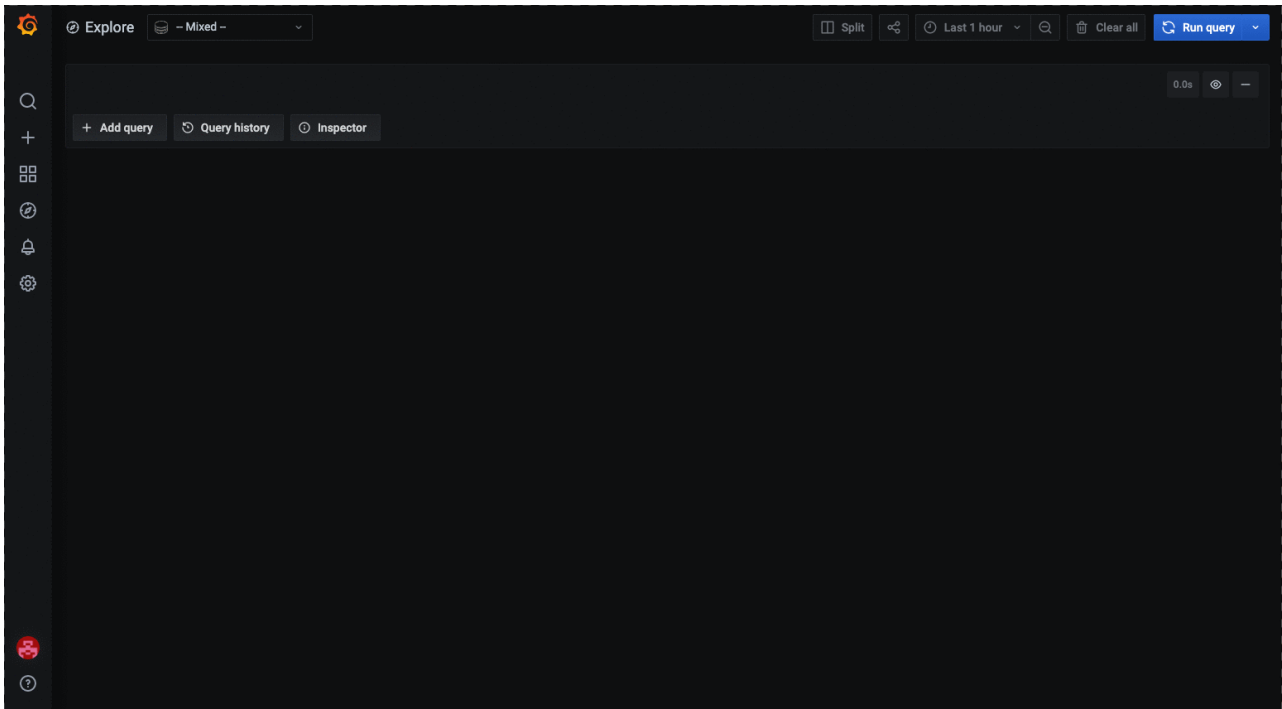 Explore
-- Mixed --
Split
Last 1 hour
Clear all
Run query
0.0s
+ Add query
Query history
Inspector